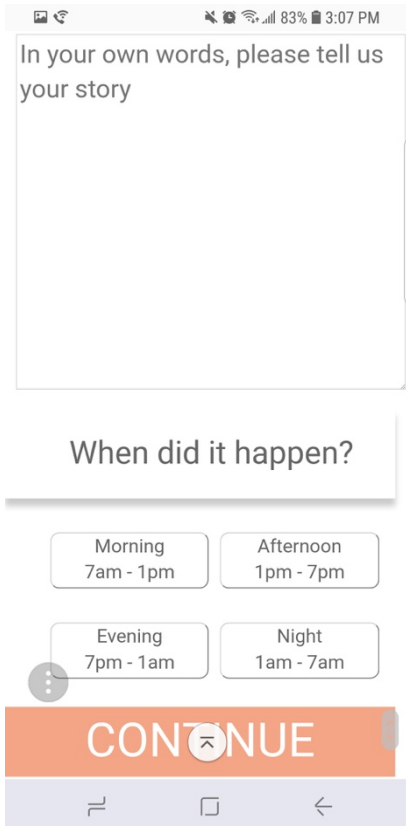 83% 3:07 PM
In your own words, please tell us
your story
When did it happen?
Morning
7am - 1pm
Afternoon
1pm - 7pm
Evening
7pm - 1am
Night
1am - 7am
CONTINUE